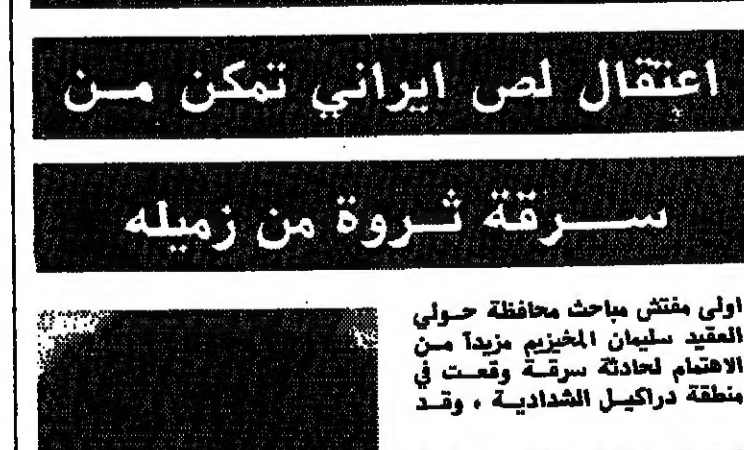 اعتقال لص ايراني تمكن من
سرقة ثروة من زميله
اولى مفتش مباحث محافظة حولي
العقيد سليمان المخيزيم مزيدآ من
الاهتمام لحادثة سرقة وقعت في
منطقة دراكيل الشدادية ، وقد